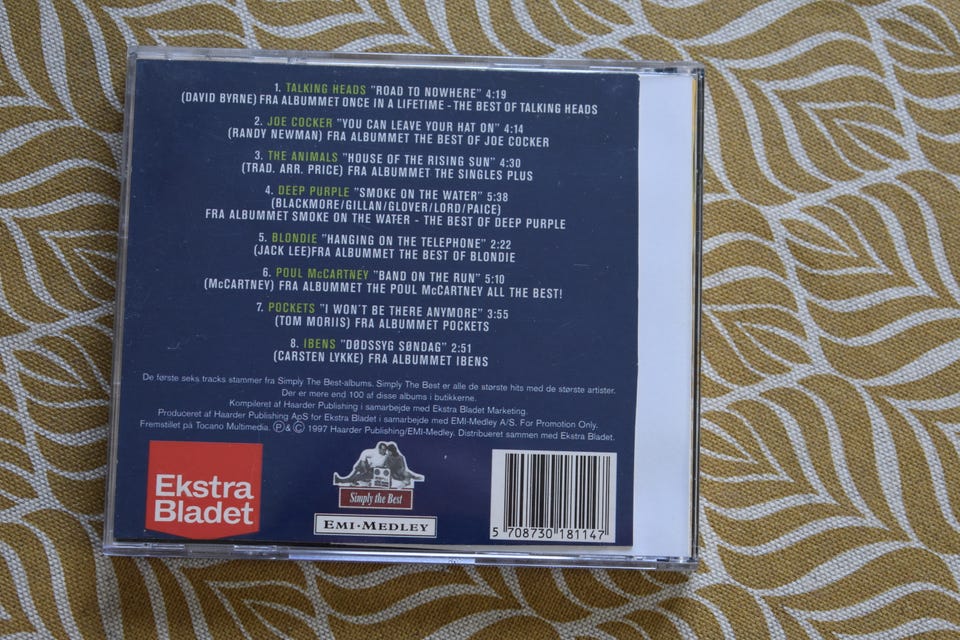 1. TALKING HEADS "ROAD TO NOWHERE" 4:19
(DAVID BYRNE) FRA ALBUMMET ONCE IN A LIFETIME - THE BEST OF TALKING HEADS
2. JOE COCKER "YOU CAN LEAVE YOUR HAT ON" 4:14
(RANDY NEWMAN) FRA ALBUMMET THE BEST OF JOE COCKER
3. THE ANIMALS "HOUSE OF THE RISING SUN" 4:30
(TRAD. ARR. PRICE) FRA ALBUMMET THE SINGLES PLUS
4. DEEP PURPLE "SMOKE ON THE WATER" 5:38
(BLACKMORE/GILLAN/GLOVER/LORD/PAICE)
FRA ALBUMMET SMOKE ON THE WATER - THE BEST OF DEEP PURPLE
5. BLONDIE "HANGING ON THE TELEPHONE" 2:22
(JACK LEE)FRA ALBUMMET THE BEST OF BLONDIE
6. POUL McCARTNEY "BAND ON THE RUN" 5:10
(McCARTNEY) FRA ALBUMMET THE POUL McCARTNEY ALL THE BEST!
7. POCKETS "I WON'T BE THERE ANYMORE" 3:55
(TOM MORIIS) FRA ALBUMMET POCKETS
8. IBENS "DØDSSYG SØNDAG" 2:51
(CARSTEN LYKKE) FRA ALBUMMET IBENS
De første seks tracks stammer fra Simply The Best-albums. Simply The Best er alle de største hits med de største artister.
Der er mere end 100 af disse albums i butikkerne.
Kompileret af Haarder Publishing i samarbejde med Ekstra Bladet Marketing.
Produceret af Haarder Publishing ApS for Ekstra Bladet i samarbejde med EMI-Medley A/S. For Promotion Only.
Fremstillet på Tocano Multimedia. Ⓟ&Ⓒ 1997 Haarder Publishing/EMI-Medley. Distribueret sammen med Ekstra Bladet.
Ekstra
Bladet
Simply the Best
EMI·MEDLEY
5 708730 181147